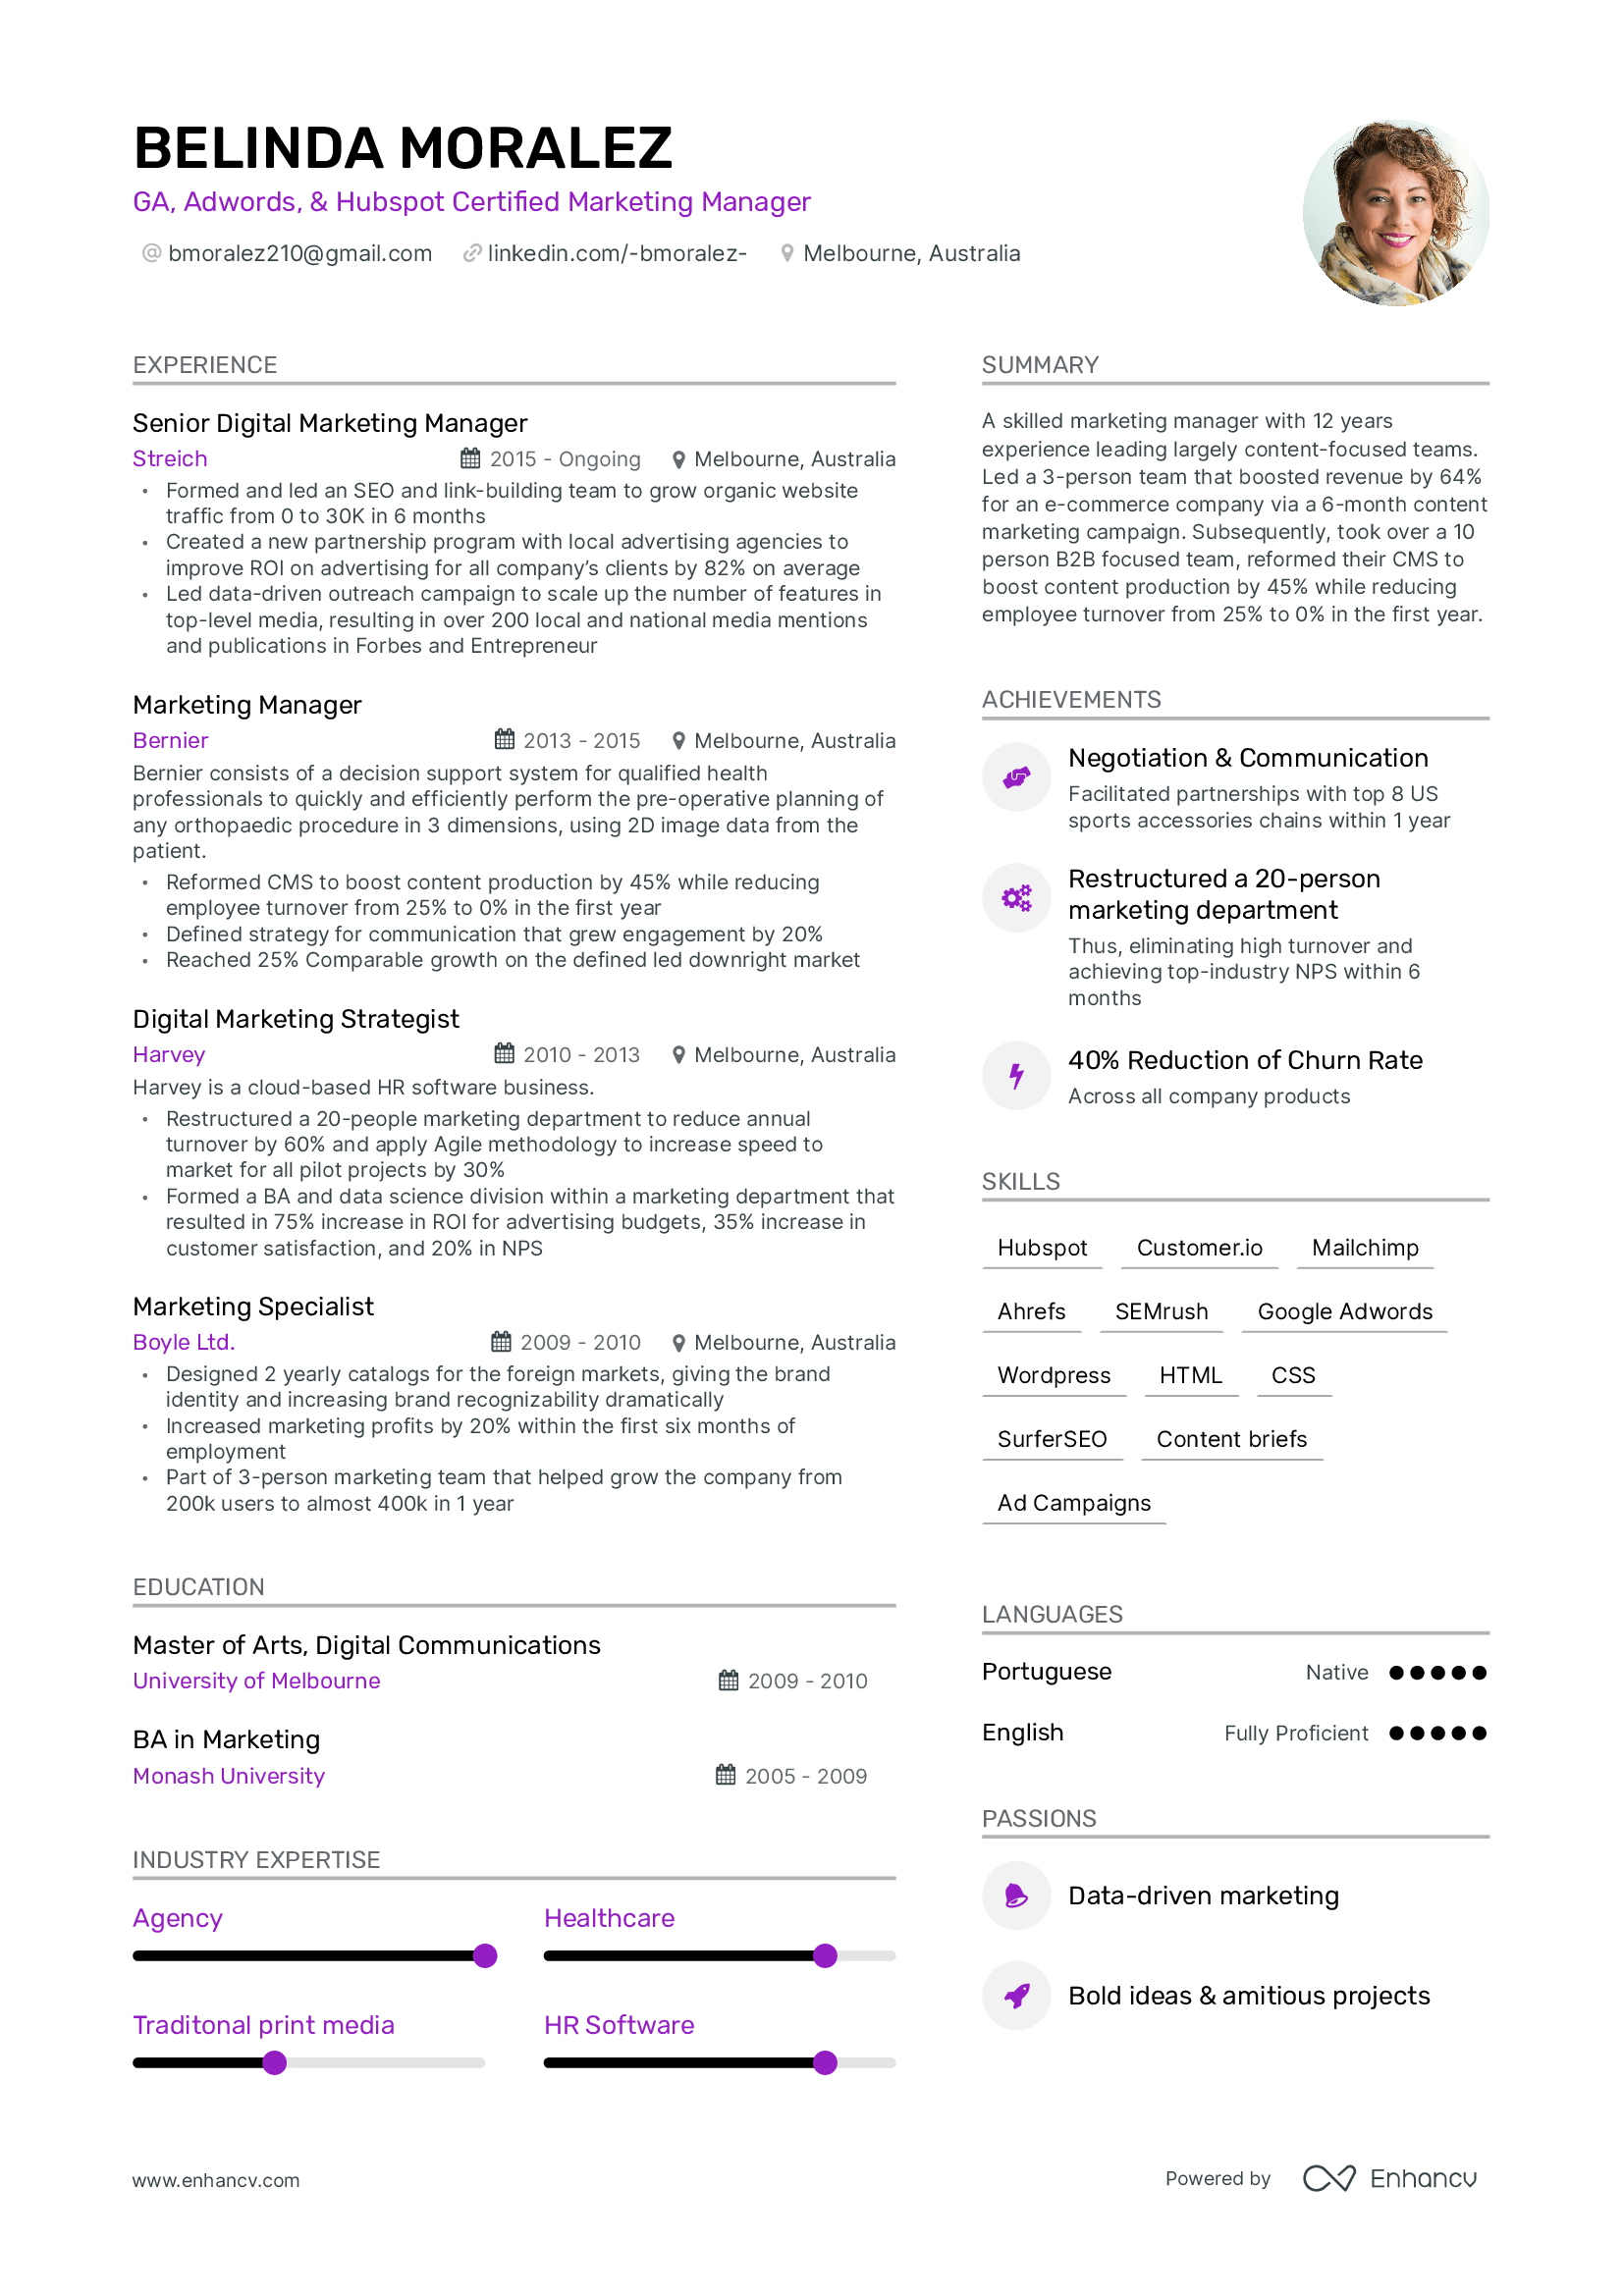 BELINDA MORALEZ
GA, Adwords, & Hubspot Certified Marketing Manager
@ bmoralez210@gmail.com linkedin.com/-bmoralez- Melbourne, Australia
EXPERIENCE
Senior Digital Marketing Manager
Streich 2015 - Ongoing Melbourne, Australia
• Formed and led an SEO and link-building team to grow organic website
traffic from 0 to 30K in 6 months
• Created a new partnership program with local advertising agencies to
improve ROI on advertising for all company's clients by 82% on average
• Led data-driven outreach campaign to scale up the number of features in
top-level media, resulting in over 200 local and national media mentions
and publications in Forbes and Entrepreneur
Marketing Manager
Bernier 2013 - 2015 Melbourne, Australia
Bernier consists of a decision support system for qualified health
professionals to quickly and efficiently perform the pre-operative planning of
any orthopaedic procedure in 3 dimensions, using 2D image data from the
patient.
• Reformed CMS to boost content production by 45% while reducing
employee turnover from 25% to 0% in the first year
• Defined strategy for communication that grew engagement by 20%
• Reached 25% Comparable growth on the defined led downright market
Digital Marketing Strategist
Harvey 2010 - 2013 Melbourne, Australia
Harvey is a cloud-based HR software business.
• Restructured a 20-people marketing department to reduce annual
turnover by 60% and apply Agile methodology to increase speed to
market for all pilot projects by 30%
• Formed a BA and data science division within a marketing department that
resulted in 75% increase in ROI for advertising budgets, 35% increase in
customer satisfaction, and 20% in NPS
Marketing Specialist
Boyle Ltd. 2009 - 2010 Melbourne, Australia
• Designed 2 yearly catalogs for the foreign markets, giving the brand
identity and increasing brand recognizability dramatically
• Increased marketing profits by 20% within the first six months of
employment
• Part of 3-person marketing team that helped grow the company from
200k users to almost 400k in 1 year
EDUCATION
Master of Arts, Digital Communications
University of Melbourne 2009 - 2010
BA in Marketing
Monash University 2005 - 2009
INDUSTRY EXPERTISE
Agency Healthcare
Traditonal print media HR Software
SUMMARY
A skilled marketing manager with 12 years
experience leading largely content-focused teams.
Led a 3-person team that boosted revenue by 64%
for an e-commerce company via a 6-month content
marketing campaign. Subsequently, took over a 10
person B2B focused team, reformed their CMS to
boost content production by 45% while reducing
employee turnover from 25% to 0% in the first year.
ACHIEVEMENTS
Negotiation & Communication
Facilitated partnerships with top 8 US
sports accessories chains within 1 year
Restructured a 20-person
marketing department
Thus, eliminating high turnover and
achieving top-industry NPS within 6
months
40% Reduction of Churn Rate
Across all company products
SKILLS
Hubspot Customer.io Mailchimp
Ahrefs SEMrush Google Adwords
Wordpress HTML CSS
SurferSEO Content briefs
Ad Campaigns
LANGUAGES
Portuguese Native
English Fully Proficient
PASSIONS
Data-driven marketing
Bold ideas & amitious projects
www.enhancv.com
Powered by Enhancv